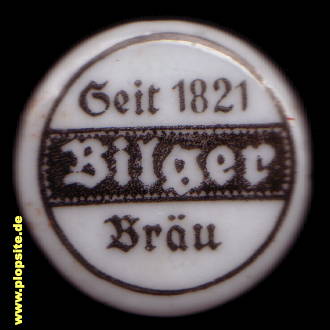 Seit 1821
Bilger
Bräu
www.plopsite.de